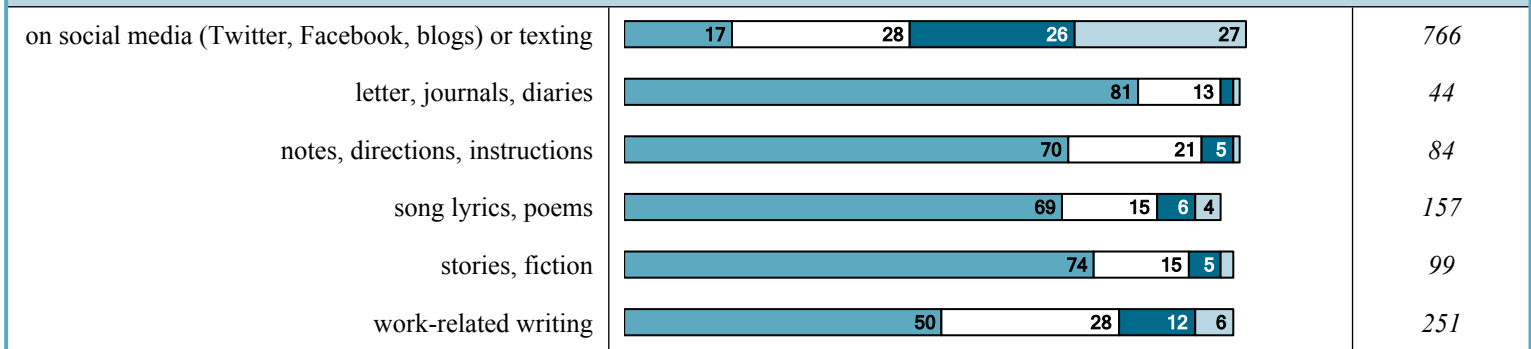 on social media (Twitter, Facebook, blogs) or texting 17 28 26 27 766
letter, journals, diaries 81 13 44
notes, directions, instructions 70 21 5 84
song lyrics, poems 69 15 6 4 157
stories, fiction 74 15 5 99
work-related writing 50 28 12 6 251